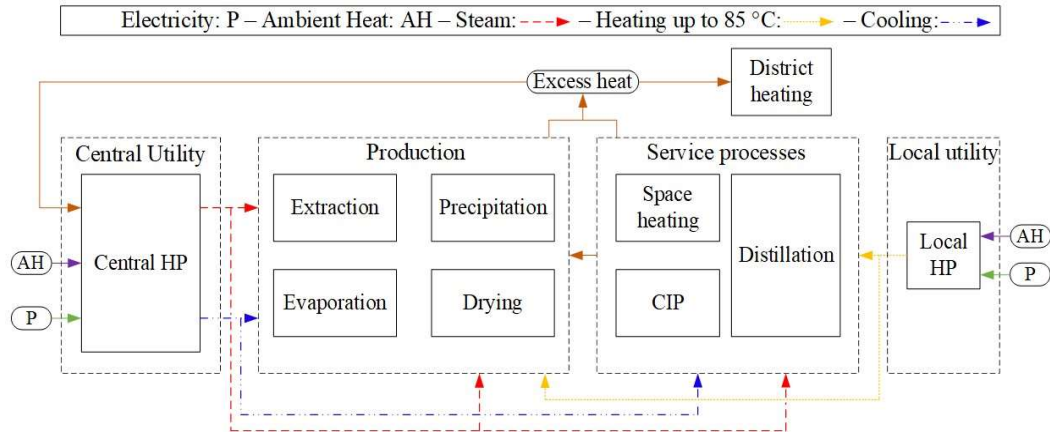 Electricity: P – Ambient Heat: AH – Steam: – Heating up to 85 °C: – Cooling:
Excess heat
District
heating
Central Utility
Production
Service processes
Local utility
Central HP
AH
P
Extraction
Precipitation
Evaporation
Drying
Space
heating
CIP
Distillation
Local
HP
AH
P